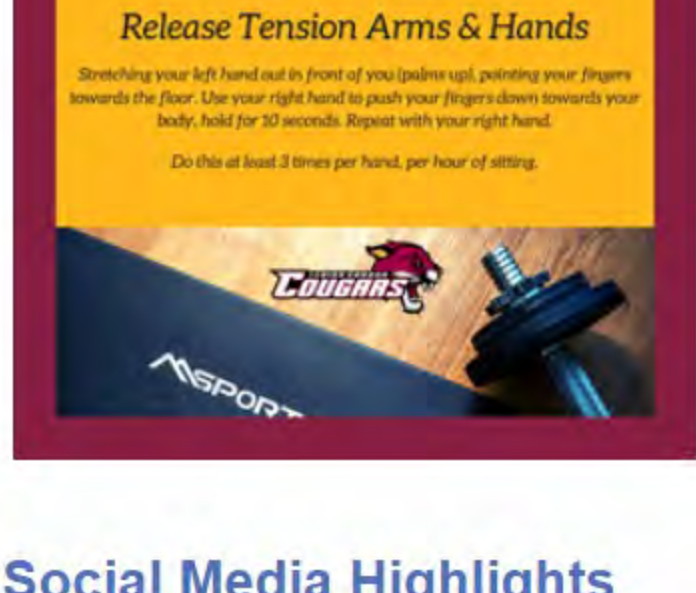 Release Tension Arms & Hands
Stretching your left hand out in front of you (palms up), pointing your fingers
towards the floor. Use your right hand to push your fingers down towards your
body, hold for 10 seconds. Repeat with your right hand.
Do this at least 3 times per hand, per hour of sitting.
COUGARS
MSPORT
Social Media Highlights